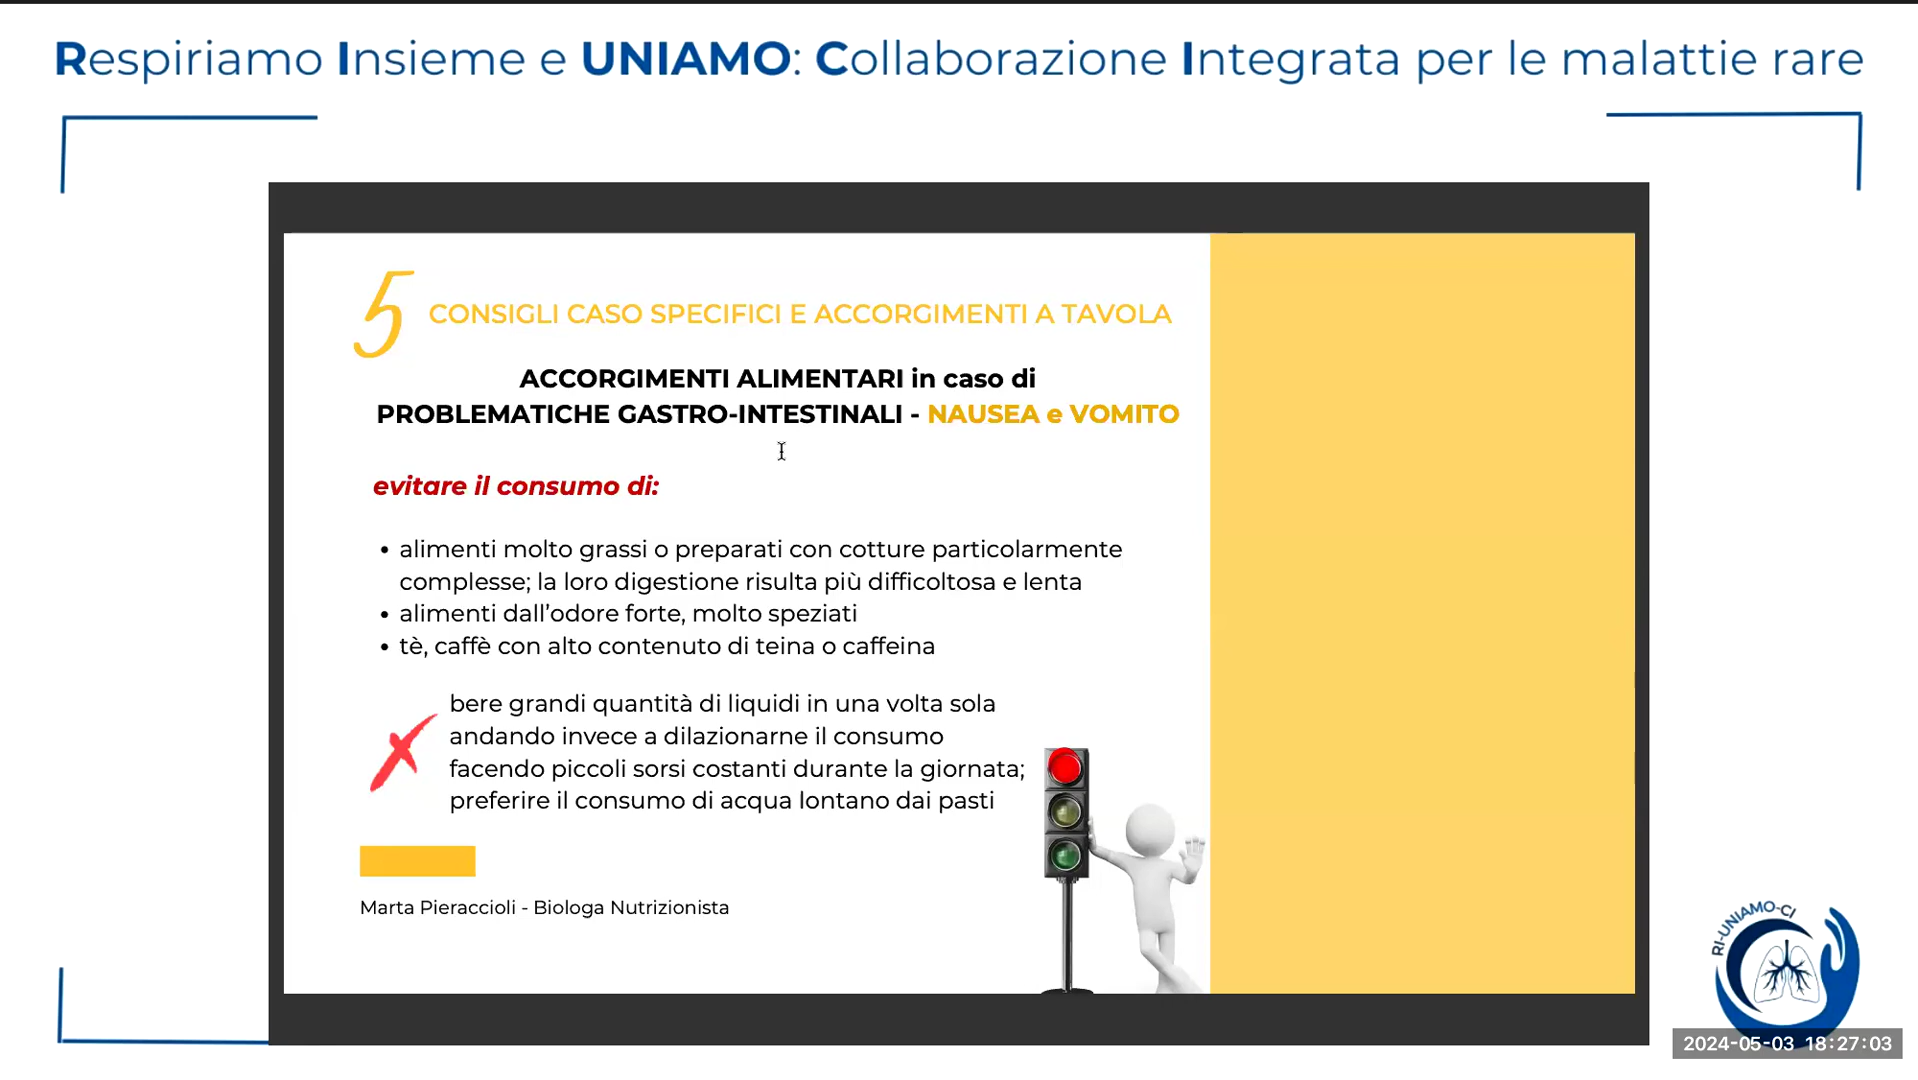 Respiriamo Insieme e UNIAMO: Collaborazione Integrata per le malattie rare
5 CONSIGLI CASO SPECIFICI E ACCORGIMENTI A TAVOLA
ACCORGIMENTI ALIMENTARI in caso di
PROBLEMATICHE GASTRO-INTESTINALI - NAUSEA e VOMITO
evitare il consumo di:
• alimenti molto grassi o preparati con cotture particolarmente
complesse; la loro digestione risulta più difficoltosa e lenta
• alimenti dall'odore forte, molto speziati
• tè, caffè con alto contenuto di teina o caffeina
bere grandi quantità di liquidi in una volta sola
andando invece a dilazionarne il consumo
facendo piccoli sorsi costanti durante la giornata;
preferire il consumo di acqua lontano dai pasti
Marta Pieraccioli - Biologa Nutrizionista
RI-UNIAMO-CI
2024-05-03 18:27:03